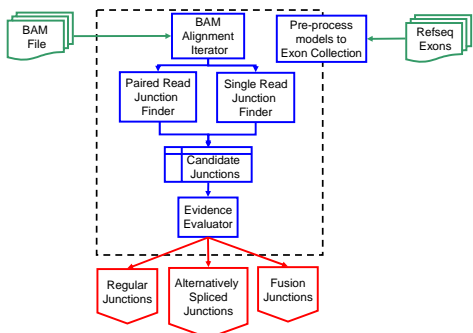 BAM
File
BAM
Alignment
Iterator
Pre-process
models to
Exon Collection
Refseq
Exons
Paired Read
Junction
Finder
Single Read
Junction
Finder
Candidate
Junctions
Evidence
Evaluator
Regular
Junctions
Alternatively
Spliced
Junctions
Fusion
Junctions